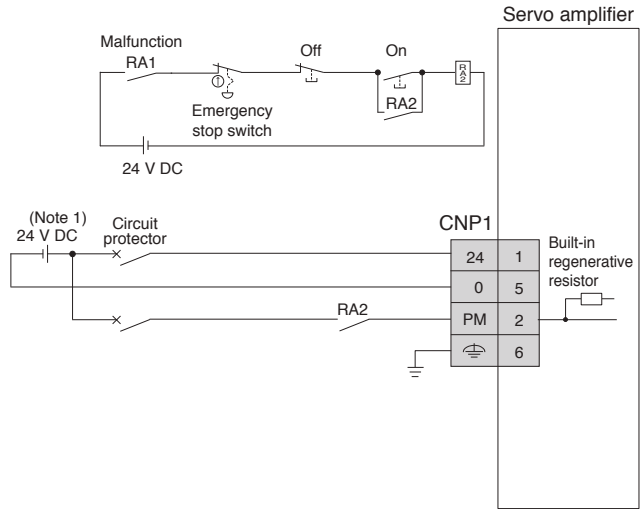 Servo amplifier
Malfunction
RA1
Off
On
RA2
RA2
Emergency
stop switch
24 V DC
(Note 1)
24 V DC
Circuit
protector
CNP1
24 1
0 5
RA2
PM 2
6
Built-in
regenerative
resistor